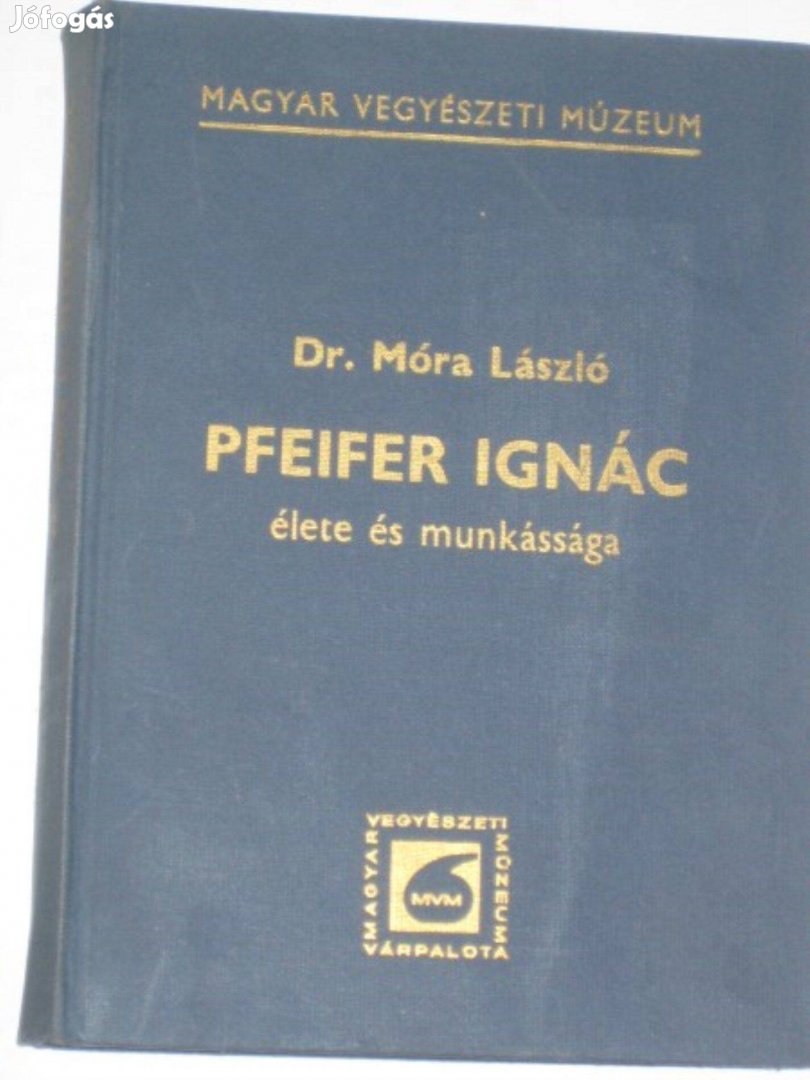 Jófogás
MAGYAR VEGYÉSZETI MÚZEUM
Dr. Móra László
PFEIFER IGNÁC
élete és munkássága
MAGYAR
VEGYÉSZETI
MÚZEUM
VÁRPALOTA
MVM